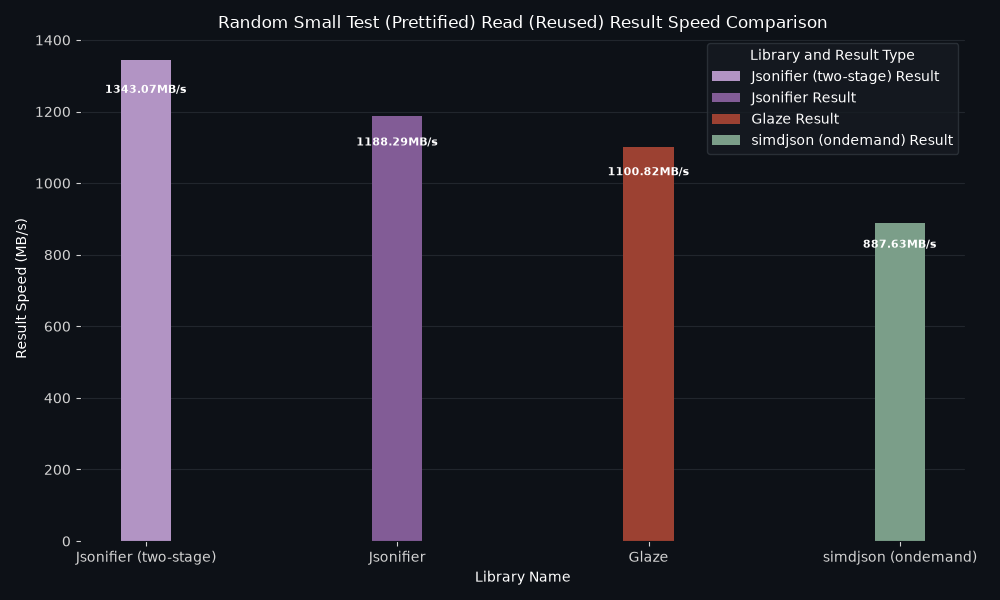 Random Small Test (Prettified) Read (Reused) Result Speed Comparison
Library and Result Type
Jsonifier (two-stage) Result
Jsonifier Result
Glaze Result
simdjson (ondemand) Result
1400
1200
1000
800
600
400
200
0
Result Speed (MB/s)
1343.07MB/s
1188.29MB/s
1100.82MB/s
887.63MB/s
Jsonifier (two-stage)
Jsonifier
Glaze
simdjson (ondemand)
Library Name